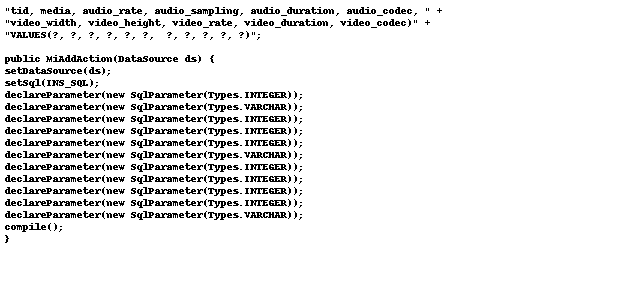 "tid, media, audio_rate, audio_sampling, audio_duration, audio_codec, " +
"video_width, video_height, video_rate, video_duration, video_codec)" +
"VALUES(?, ?, ?, ?, ?, ?, ?, ?, ?, ?, ?)";
public MiAddAction(DataSource ds) {
setDataSource(ds);
setSql(INS_SQL);
declareParameter(new SqlParameter(Types.INTEGER));
declareParameter(new SqlParameter(Types.VARCHAR));
declareParameter(new SqlParameter(Types.INTEGER));
declareParameter(new SqlParameter(Types.INTEGER));
declareParameter(new SqlParameter(Types.INTEGER));
declareParameter(new SqlParameter(Types.VARCHAR));
declareParameter(new SqlParameter(Types.INTEGER));
declareParameter(new SqlParameter(Types.INTEGER));
declareParameter(new SqlParameter(Types.INTEGER));
declareParameter(new SqlParameter(Types.INTEGER));
declareParameter(new SqlParameter(Types.VARCHAR));
compile();
}